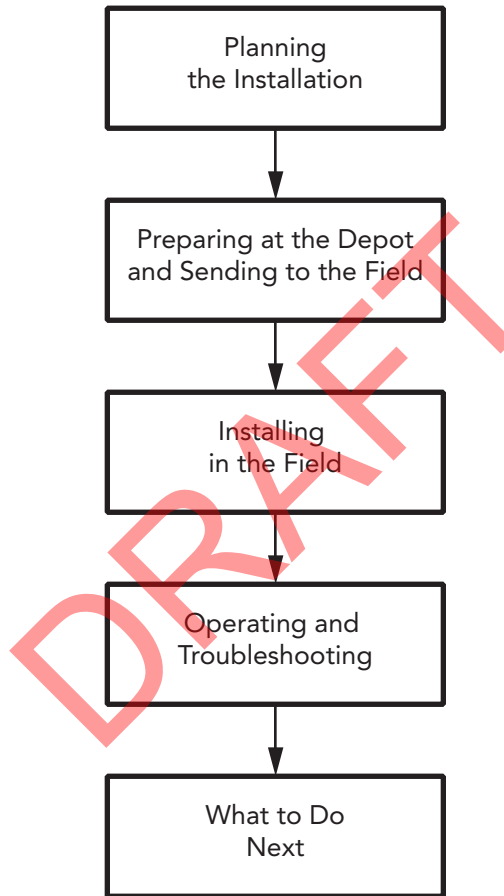 Planning
the Installation
Preparing at the Depot
and Sending to the Field
Installing
in the Field
Operating and
Troubleshooting
What to Do
Next
DRAFT